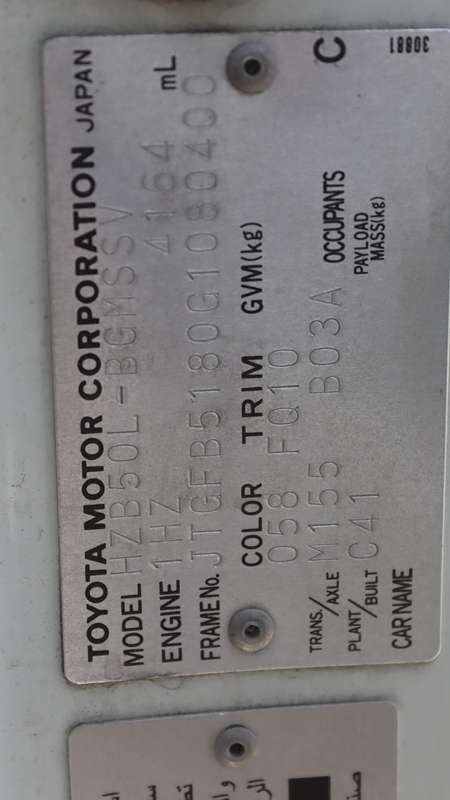 TOYOTA MOTOR CORPORATION JAPAN
MODEL HZB50L-BGMSSV
ENGINE 1HZ 4164 mL
FRAME No. JTGFB5180G1080400
COLOR TRIM GVM(kg)
058 FQ10
TRANS./AXLE M155 B03A OCCUPANTS
PLANT/BUILT C41 PAYLOAD MASS(kg)
CAR NAME
C
30881